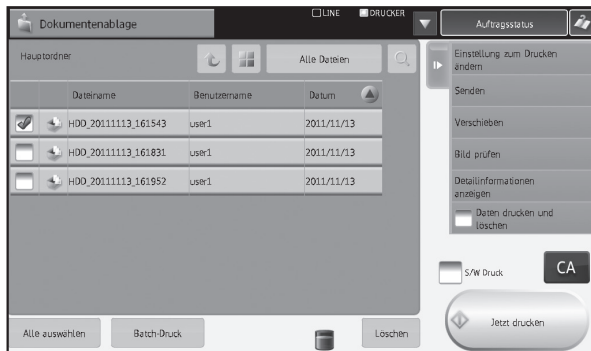 Dokumentenablage
LINE
DRUCKER
Auftragsstatus
Hauptordner
Alle Dateien
Dateiname Benutzername Datum
HDD_20111113_161543 user1 2011/11/13
HDD_20111113_161831 user1 2011/11/13
HDD_20111113_161952 user1 2011/11/13
Einstellung zum Drucken
ändern
Senden
Verschieben
Bild prüfen
Detailinformationen
anzeigen
Daten drucken und
löschen
S/W Druck
CA
Jetzt drucken
Alle auswählen
Batch-Druck
Löschen